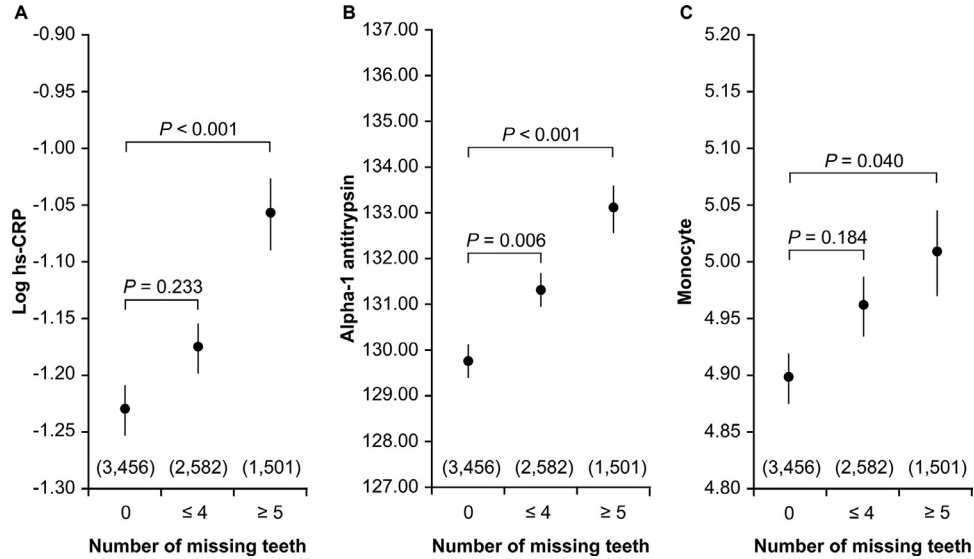 A
Log hs-CRP
-0.90
-0.95
-1.00
-1.05
-1.10
-1.15
-1.20
-1.25
-1.30
P < 0.001
P = 0.233
(3,456) (2,582) (1,501)
0 ≤ 4 ≥ 5
Number of missing teeth
B
Alpha-1 antitrypsin
137.00
136.00
135.00
134.00
133.00
132.00
131.00
130.00
129.00
128.00
127.00
P < 0.001
P = 0.006
(3,456) (2,582) (1,501)
0 ≤ 4 ≥ 5
Number of missing teeth
C
Monocyte
5.20
5.15
5.10
5.05
5.00
4.95
4.90
4.85
4.80
P = 0.040
P = 0.184
(3,456) (2,582) (1,501)
0 ≤ 4 ≥ 5
Number of missing teeth